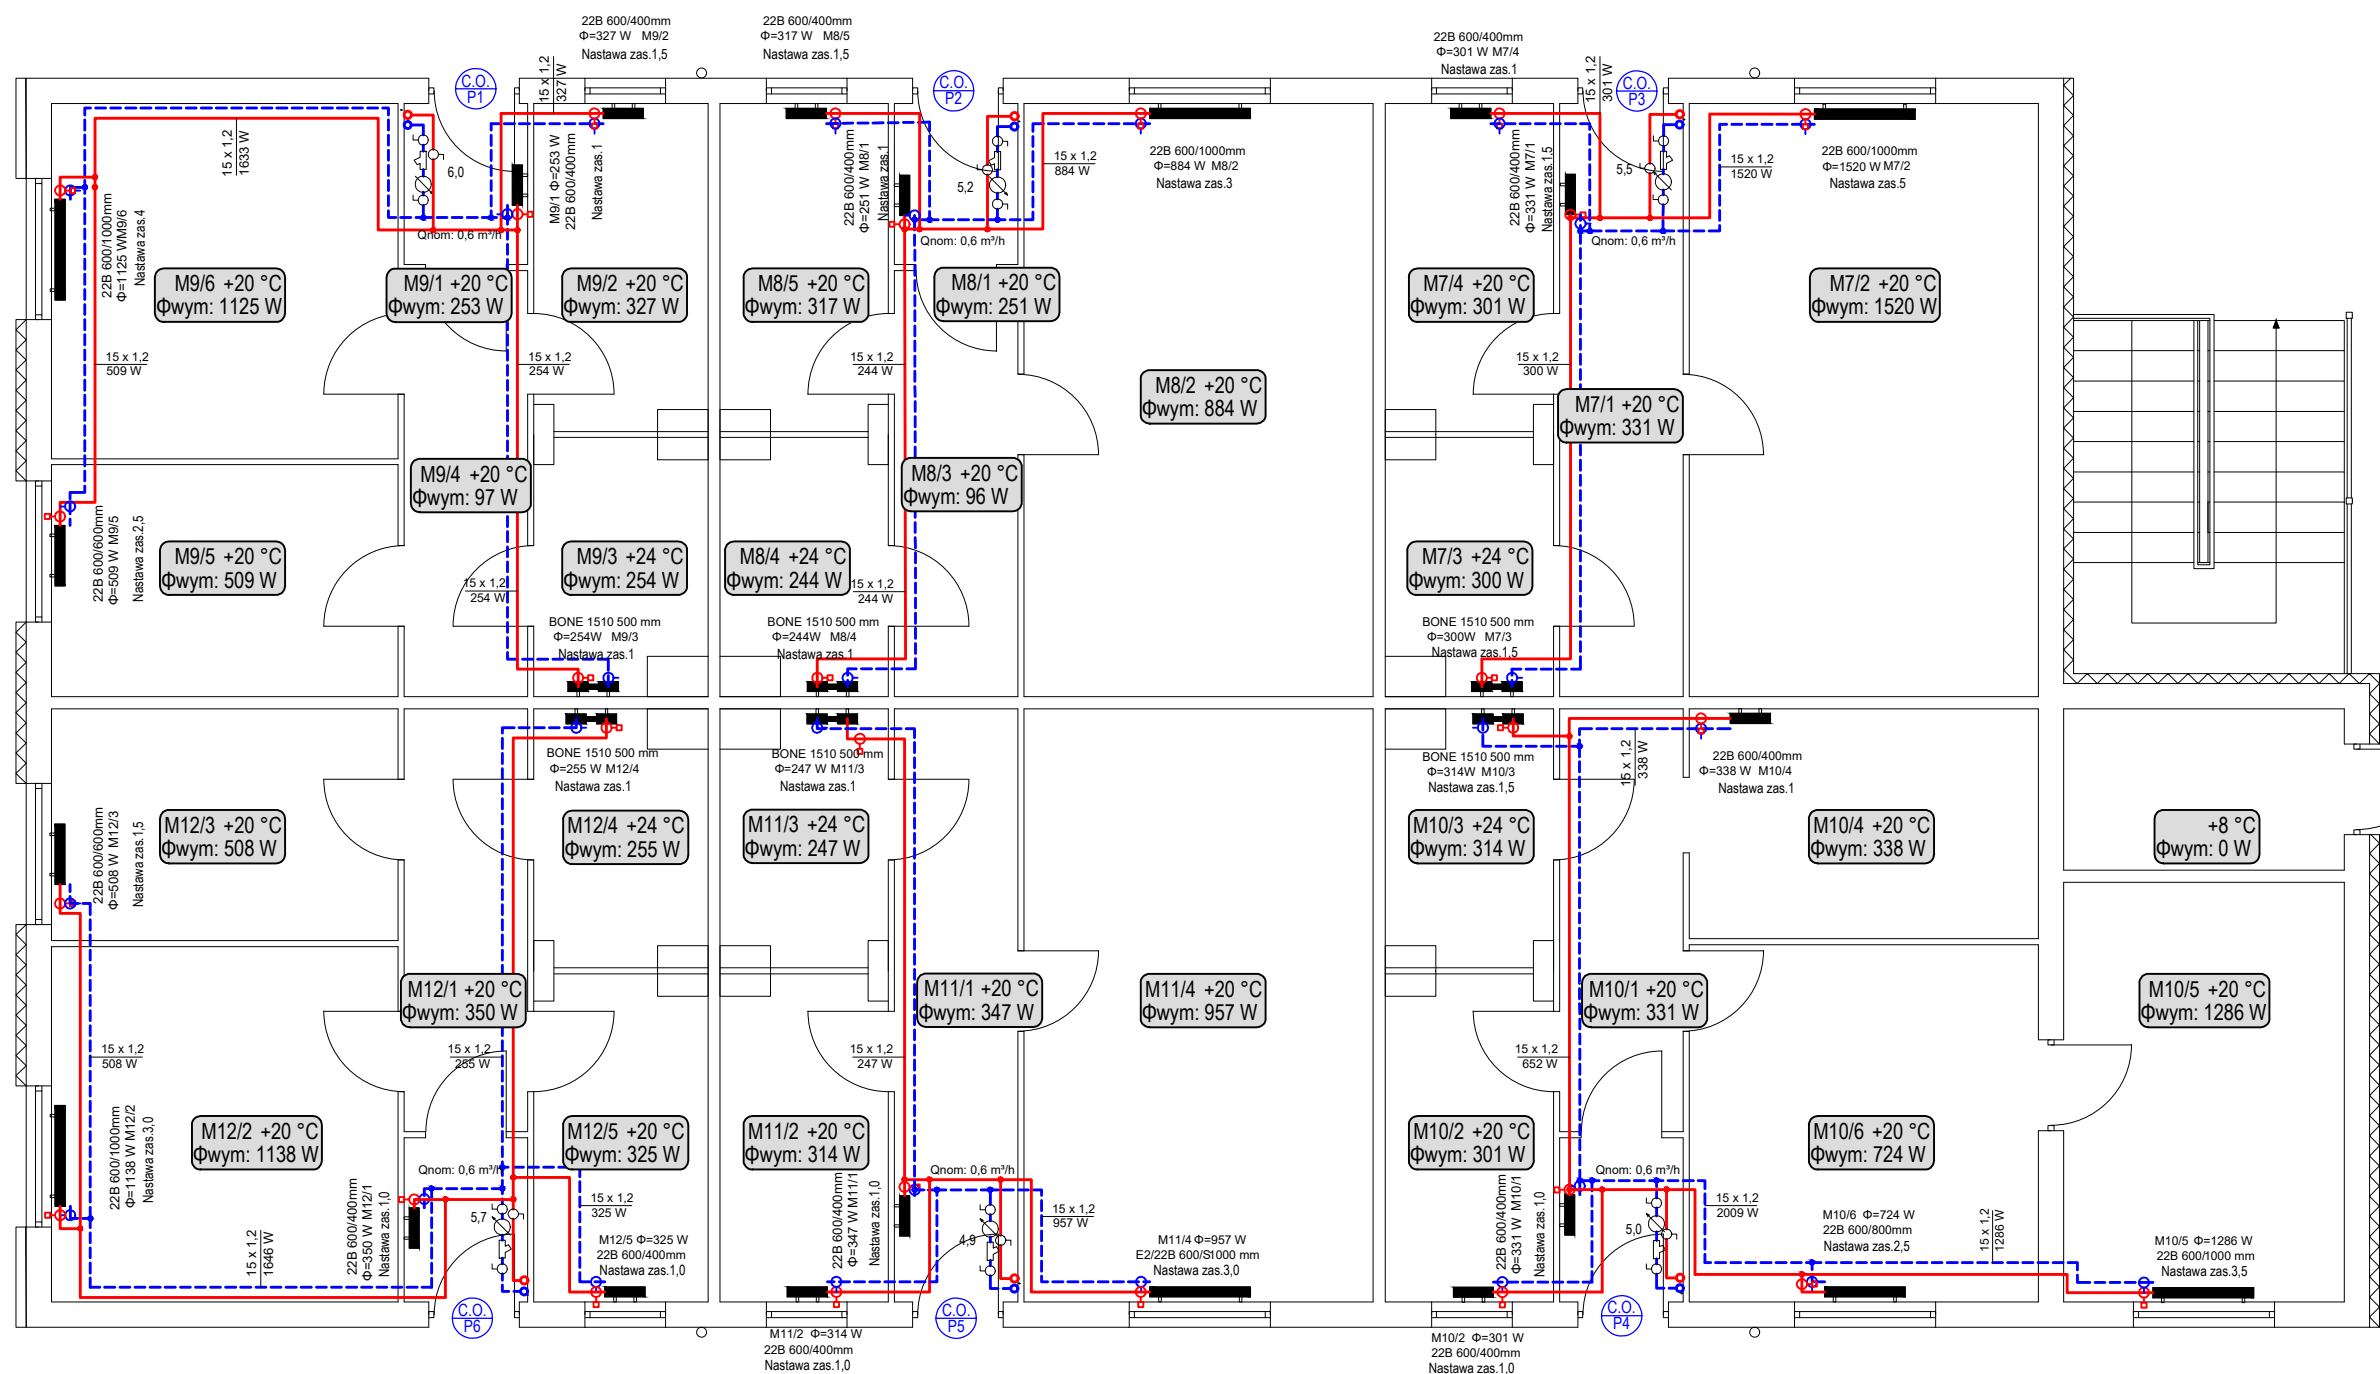 22B 600/400mm
Φ=327 W M9/2
Nastawa zas.1,5
22B 600/400mm
Φ=317 W M8/5
Nastawa zas.1,5
22B 600/400mm
Φ=301 W M7/4
Nastawa zas.1
C.O.
P1
C.O.
P2
C.O.
P3
15 x 1,2
327 W
15 x 1,2
301 W
15 x 1,2
1633 W
6,0
M9/1 Φ=253 W
22B 600/400mm
Nastawa zas.1
22B 600/400mm
Φ=251 W M8/1
Nastawa zas.1
5,2
15 x 1,2
884 W
22B 600/1000mm
Φ=884 W M8/2
Nastawa zas.3
22B 600/400mm
Φ=331 W M7/1
Nastawa zas.1,5
5,5
15 x 1,2
1520 W
22B 600/1000mm
Φ=1520 W M7/2
Nastawa zas.5
22B 600/1000mm
Φ=1125 WM9/6
Nastawa zas.4
Qnom: 0,6 m³/h
Qnom: 0,6 m³/h
Qnom: 0,6 m³/h
M9/6 +20 °C
Φwym: 1125 W
M9/1 +20 °C
Φwym: 253 W
M9/2 +20 °C
Φwym: 327 W
M8/5 +20 °C
Φwym: 317 W
M8/1 +20 °C
Φwym: 251 W
M7/4 +20 °C
Φwym: 301 W
M7/2 +20 °C
Φwym: 1520 W
15 x 1,2
509 W
15 x 1,2
254 W
15 x 1,2
244 W
15 x 1,2
300 W
M8/2 +20 °C
Φwym: 884 W
M7/1 +20 °C
Φwym: 331 W
M9/4 +20 °C
Φwym: 97 W
M8/3 +20 °C
Φwym: 96 W
22B 600/600mm
Φ=509 W M9/5
Nastawa zas.2,5
M9/5 +20 °C
Φwym: 509 W
15 x 1,2
254 W
M9/3 +24 °C
Φwym: 254 W
M8/4 +24 °C
Φwym: 244 W
15 x 1,2
244 W
M7/3 +24 °C
Φwym: 300 W
BONE 1510 500 mm
Φ=254W M9/3
Nastawa zas.1
BONE 1510 500 mm
Φ=244W M8/4
Nastawa zas.1
BONE 1510 500 mm
Φ=300W M7/3
Nastawa zas.1,5
BONE 1510 500 mm
Φ=255 W M12/4
Nastawa zas.1
BONE 1510 500 mm
Φ=247 W M11/3
Nastawa zas.1
BONE 1510 500 mm
Φ=314W M10/3
Nastawa zas.1,5
15 x 1,2
338 W
22B 600/400mm
Φ=338 W M10/4
Nastawa zas.1
22B 600/600mm
Φ=508 W M12/3
Nastawa zas.1,5
M12/3 +20 °C
Φwym: 508 W
M12/4 +24 °C
Φwym: 255 W
M11/3 +24 °C
Φwym: 247 W
M10/3 +24 °C
Φwym: 314 W
M10/4 +20 °C
Φwym: 338 W
+8 °C
Φwym: 0 W
M12/1 +20 °C
Φwym: 350 W
M11/1 +20 °C
Φwym: 347 W
M11/4 +20 °C
Φwym: 957 W
M10/1 +20 °C
Φwym: 331 W
M10/5 +20 °C
Φwym: 1286 W
15 x 1,2
508 W
15 x 1,2
255 W
15 x 1,2
247 W
15 x 1,2
652 W
22B 600/1000mm
Φ=1138 W M12/2
Nastawa zas.3,0
M12/2 +20 °C
Φwym: 1138 W
M12/5 +20 °C
Φwym: 325 W
M11/2 +20 °C
Φwym: 314 W
M10/2 +20 °C
Φwym: 301 W
M10/6 +20 °C
Φwym: 724 W
Qnom: 0,6 m³/h
Qnom: 0,6 m³/h
Qnom: 0,6 m³/h
15 x 1,2
1646 W
22B 600/400mm
Φ=350 W M12/1
Nastawa zas.1,0
5,7
15 x 1,2
325 W
M12/5 Φ=325 W
22B 600/400mm
Nastawa zas.1,0
22B 600/400mm
Φ=347 W M11/1
Nastawa zas.1,0
4,9
15 x 1,2
957 W
M11/4 Φ=957 W
E2/22B 600/S1000 mm
Nastawa zas.3,0
22B 600/400mm
Φ=331 W M10/1
Nastawa zas.1,0
5,0
15 x 1,2
2009 W
M10/6 Φ=724 W
22B 600/800mm
Nastawa zas.2,5
15 x 1,2
1286 W
M10/5 Φ=1286 W
22B 600/1000 mm
Nastawa zas.3,5
C.O.
P6
C.O.
P5
C.O.
P4
M11/2 Φ=314 W
22B 600/400mm
Nastawa zas.1,0
M10/2 Φ=301 W
22B 600/400mm
Nastawa zas.1,0